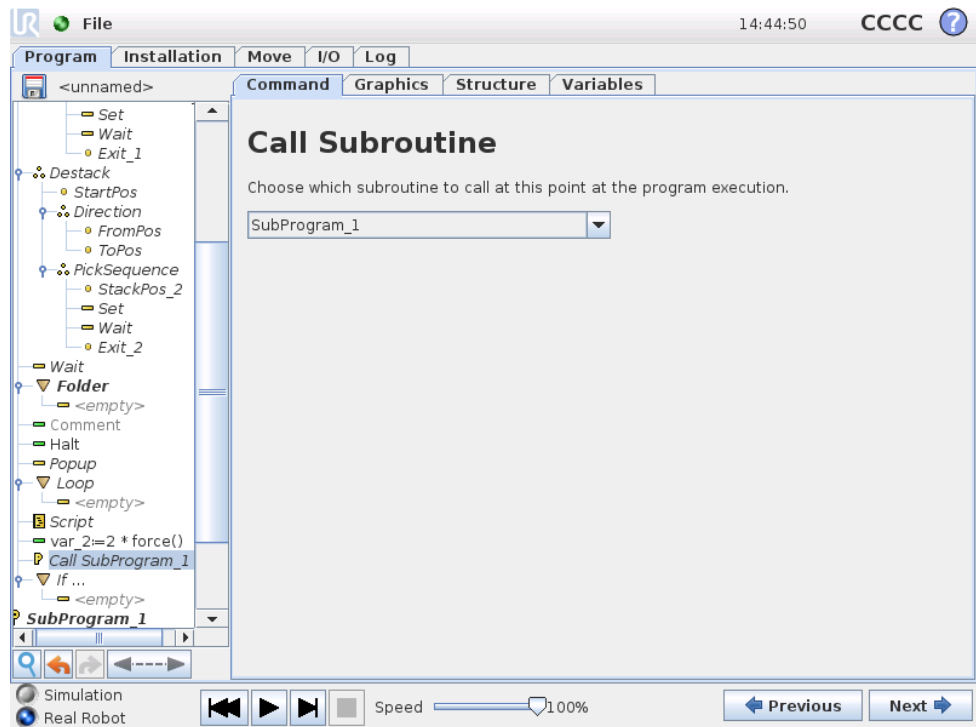 UR File 14:44:50 CCCC ?
Program Installation Move I/O Log
<unnamed> Command Graphics Structure Variables
Set
Wait
Exit_1
Destack
StartPos
Direction
FromPos
ToPos
PickSequence
StackPos_2
Set
Wait
Exit_2
Wait
Folder
<empty>
Comment
Halt
Popup
Loop
<empty>
Script
var_2:=2 * force()
P Call SubProgram_1
If ...
<empty>
P SubProgram_1
Call Subroutine
Choose which subroutine to call at this point at the program execution.
SubProgram_1
Simulation
Real Robot
Speed 100%
Previous Next